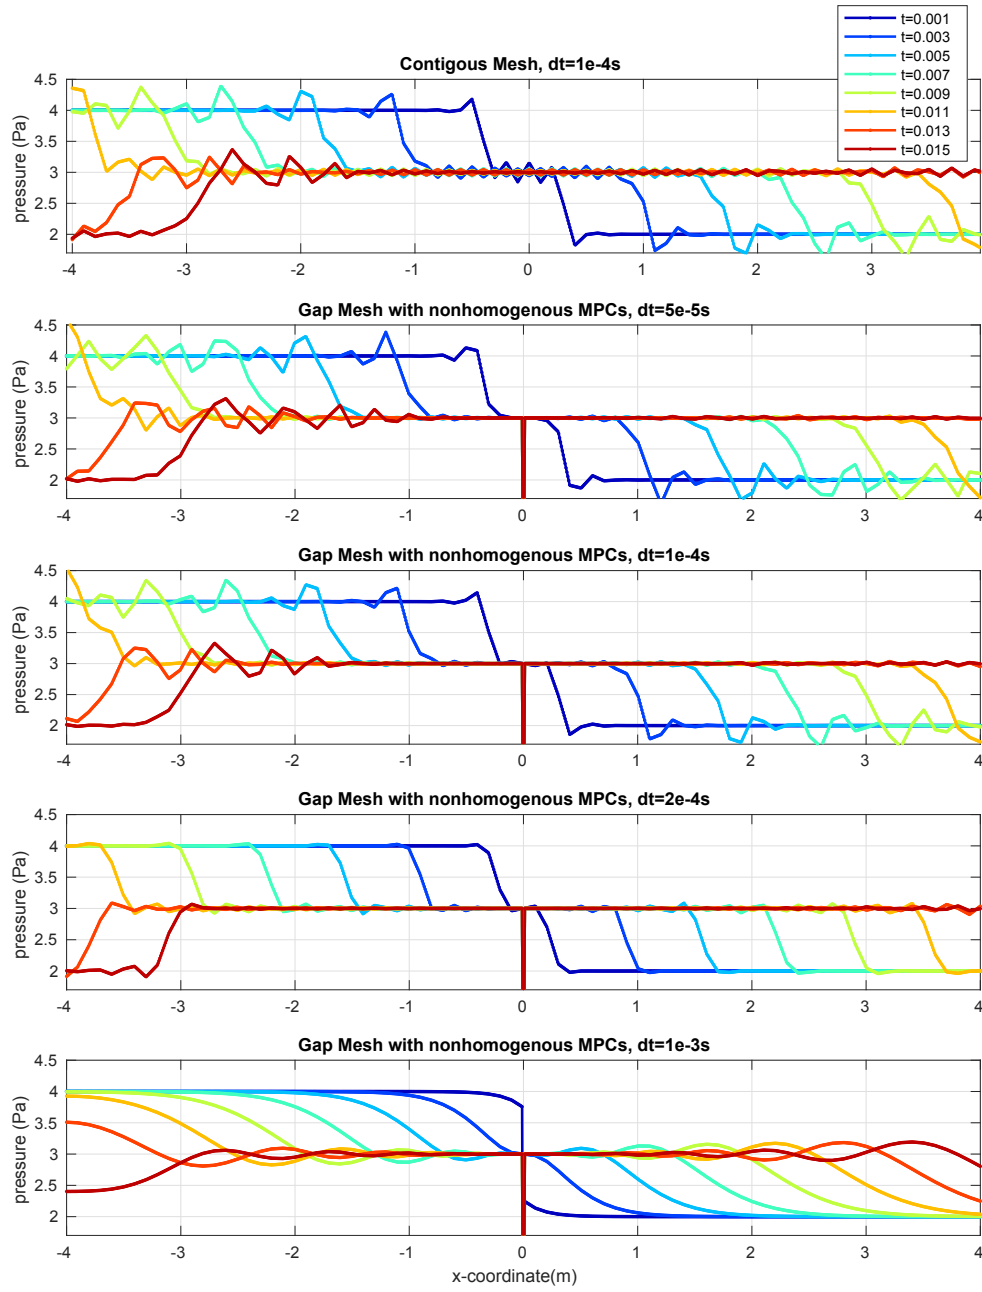 t=0.001
t=0.003
t=0.005
t=0.007
t=0.009
t=0.011
t=0.013
t=0.015
Contigous Mesh, dt=1e-4s
pressure (Pa)
4.5
4
3.5
3
2.5
2
-4 -3 -2 -1 0 1 2 3
Gap Mesh with nonhomogenous MPCs, dt=5e-5s
pressure (Pa)
4.5
4
3.5
3
2.5
2
-4 -3 -2 -1 0 1 2 3 4
Gap Mesh with nonhomogenous MPCs, dt=1e-4s
pressure (Pa)
4.5
4
3.5
3
2.5
2
-4 -3 -2 -1 0 1 2 3 4
Gap Mesh with nonhomogenous MPCs, dt=2e-4s
pressure (Pa)
4.5
4
3.5
3
2.5
2
-4 -3 -2 -1 0 1 2 3 4
Gap Mesh with nonhomogenous MPCs, dt=1e-3s
pressure (Pa)
4.5
4
3.5
3
2.5
2
-4 -3 -2 -1 0 1 2 3 4
x-coordinate(m)